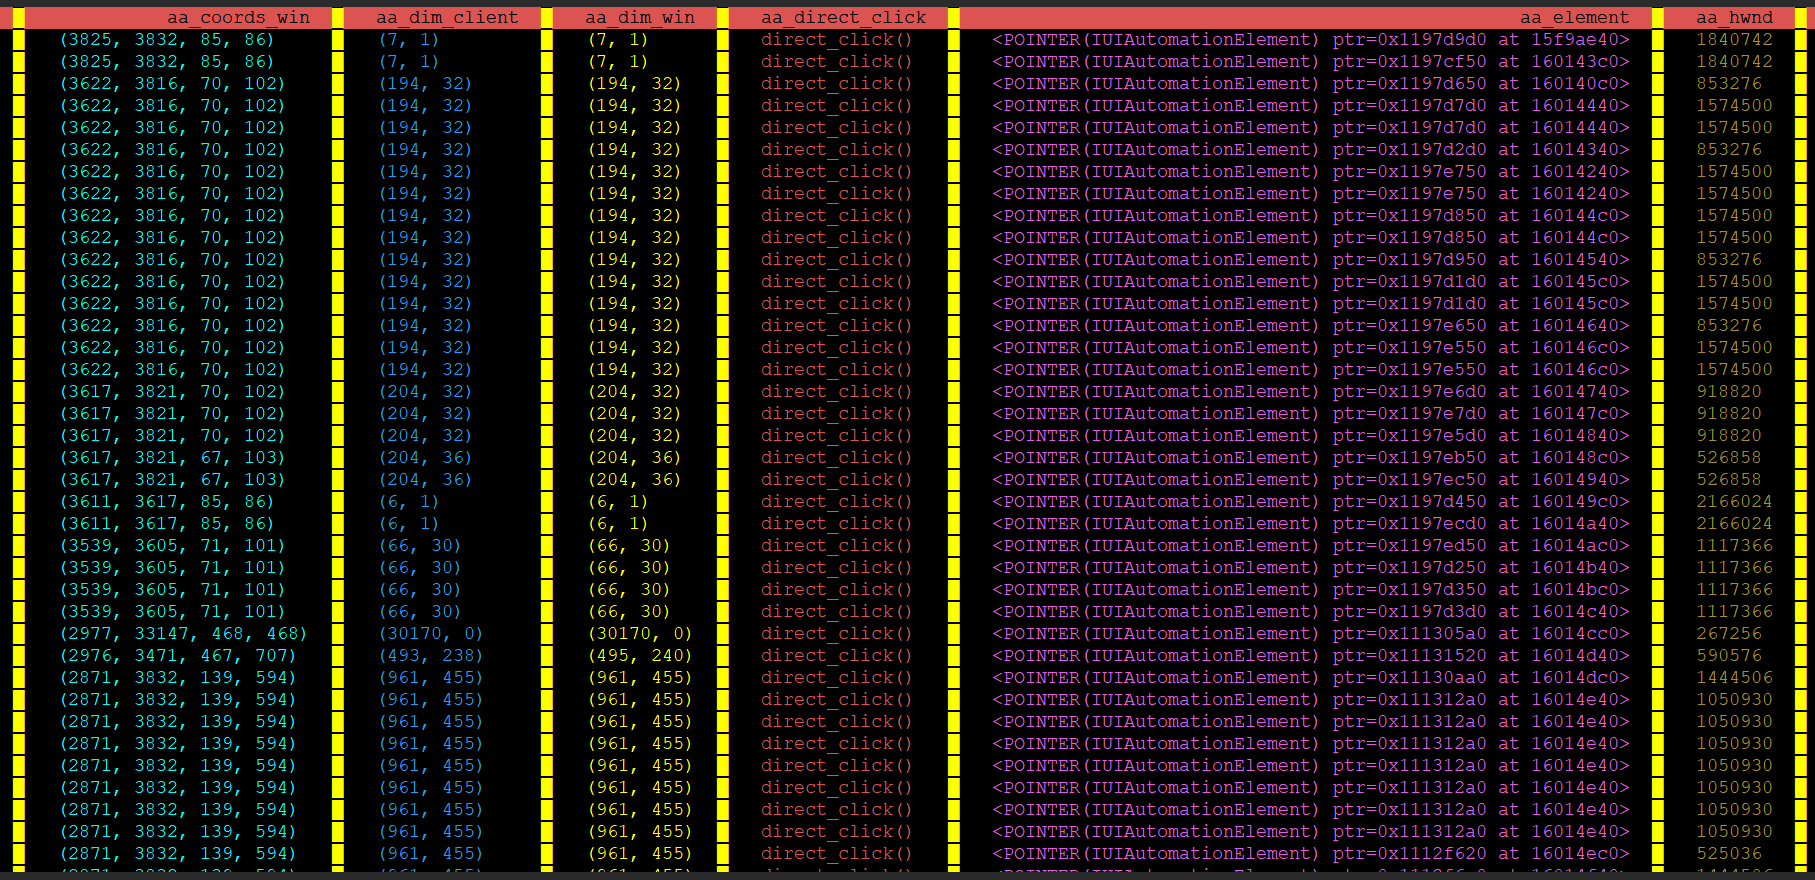 aa_coords_win aa_dim_client aa_dim_win aa_direct_click aa_element aa_hwnd
(3825, 3832, 85, 86) (7, 1) (7, 1) direct_click() <POINTER(IUIAutomationElement) ptr=0x1197d9d0 at 15f9ae40> 1840742
(3825, 3832, 85, 86) (7, 1) (7, 1) direct_click() <POINTER(IUIAutomationElement) ptr=0x1197cf50 at 160143c0> 1840742
(3622, 3816, 70, 102) (194, 32) (194, 32) direct_click() <POINTER(IUIAutomationElement) ptr=0x1197d650 at 160140c0> 853276
(3622, 3816, 70, 102) (194, 32) (194, 32) direct_click() <POINTER(IUIAutomationElement) ptr=0x1197d7d0 at 16014440> 1574500
(3622, 3816, 70, 102) (194, 32) (194, 32) direct_click() <POINTER(IUIAutomationElement) ptr=0x1197d7d0 at 16014440> 1574500
(3622, 3816, 70, 102) (194, 32) (194, 32) direct_click() <POINTER(IUIAutomationElement) ptr=0x1197d2d0 at 16014340> 853276
(3622, 3816, 70, 102) (194, 32) (194, 32) direct_click() <POINTER(IUIAutomationElement) ptr=0x1197e750 at 16014240> 1574500
(3622, 3816, 70, 102) (194, 32) (194, 32) direct_click() <POINTER(IUIAutomationElement) ptr=0x1197e750 at 16014240> 1574500
(3622, 3816, 70, 102) (194, 32) (194, 32) direct_click() <POINTER(IUIAutomationElement) ptr=0x1197d850 at 160144c0> 1574500
(3622, 3816, 70, 102) (194, 32) (194, 32) direct_click() <POINTER(IUIAutomationElement) ptr=0x1197d850 at 160144c0> 1574500
(3622, 3816, 70, 102) (194, 32) (194, 32) direct_click() <POINTER(IUIAutomationElement) ptr=0x1197d950 at 16014540> 853276
(3622, 3816, 70, 102) (194, 32) (194, 32) direct_click() <POINTER(IUIAutomationElement) ptr=0x1197d1d0 at 160145c0> 1574500
(3622, 3816, 70, 102) (194, 32) (194, 32) direct_click() <POINTER(IUIAutomationElement) ptr=0x1197d1d0 at 160145c0> 1574500
(3622, 3816, 70, 102) (194, 32) (194, 32) direct_click() <POINTER(IUIAutomationElement) ptr=0x1197e650 at 16014640> 853276
(3622, 3816, 70, 102) (194, 32) (194, 32) direct_click() <POINTER(IUIAutomationElement) ptr=0x1197e550 at 160146c0> 1574500
(3622, 3816, 70, 102) (194, 32) (194, 32) direct_click() <POINTER(IUIAutomationElement) ptr=0x1197e550 at 160146c0> 1574500
(3617, 3821, 70, 102) (204, 32) (204, 32) direct_click() <POINTER(IUIAutomationElement) ptr=0x1197e6d0 at 16014740> 918820
(3617, 3821, 70, 102) (204, 32) (204, 32) direct_click() <POINTER(IUIAutomationElement) ptr=0x1197e7d0 at 160147c0> 918820
(3617, 3821, 70, 102) (204, 32) (204, 32) direct_click() <POINTER(IUIAutomationElement) ptr=0x1197e5d0 at 16014840> 918820
(3617, 3821, 67, 103) (204, 36) (204, 36) direct_click() <POINTER(IUIAutomationElement) ptr=0x1197eb50 at 160148c0> 526858
(3617, 3821, 67, 103) (204, 36) (204, 36) direct_click() <POINTER(IUIAutomationElement) ptr=0x1197ec50 at 16014940> 526858
(3611, 3617, 85, 86) (6, 1) (6, 1) direct_click() <POINTER(IUIAutomationElement) ptr=0x1197d450 at 160149c0> 2166024
(3611, 3617, 85, 86) (6, 1) (6, 1) direct_click() <POINTER(IUIAutomationElement) ptr=0x1197ecd0 at 16014a40> 2166024
(3539, 3605, 71, 101) (66, 30) (66, 30) direct_click() <POINTER(IUIAutomationElement) ptr=0x1197ed50 at 16014ac0> 1117366
(3539, 3605, 71, 101) (66, 30) (66, 30) direct_click() <POINTER(IUIAutomationElement) ptr=0x1197d250 at 16014b40> 1117366
(3539, 3605, 71, 101) (66, 30) (66, 30) direct_click() <POINTER(IUIAutomationElement) ptr=0x1197d350 at 16014bc0> 1117366
(3539, 3605, 71, 101) (66, 30) (66, 30) direct_click() <POINTER(IUIAutomationElement) ptr=0x1197d3d0 at 16014c40> 1117366
(2977, 33147, 468, 468) (30170, 0) (30170, 0) direct_click() <POINTER(IUIAutomationElement) ptr=0x111305a0 at 16014cc0> 267256
(2976, 3471, 467, 707) (493, 238) (495, 240) direct_click() <POINTER(IUIAutomationElement) ptr=0x11131520 at 16014d40> 590576
(2871, 3832, 139, 594) (961, 455) (961, 455) direct_click() <POINTER(IUIAutomationElement) ptr=0x11130aa0 at 16014dc0> 1444506
(2871, 3832, 139, 594) (961, 455) (961, 455) direct_click() <POINTER(IUIAutomationElement) ptr=0x111312a0 at 16014e40> 1050930
(2871, 3832, 139, 594) (961, 455) (961, 455) direct_click() <POINTER(IUIAutomationElement) ptr=0x111312a0 at 16014e40> 1050930
(2871, 3832, 139, 594) (961, 455) (961, 455) direct_click() <POINTER(IUIAutomationElement) ptr=0x111312a0 at 16014e40> 1050930
(2871, 3832, 139, 594) (961, 455) (961, 455) direct_click() <POINTER(IUIAutomationElement) ptr=0x111312a0 at 16014e40> 1050930
(2871, 3832, 139, 594) (961, 455) (961, 455) direct_click() <POINTER(IUIAutomationElement) ptr=0x111312a0 at 16014e40> 1050930
(2871, 3832, 139, 594) (961, 455) (961, 455) direct_click() <POINTER(IUIAutomationElement) ptr=0x111312a0 at 16014e40> 1050930
(2871, 3832, 139, 594) (961, 455) (961, 455) direct_click() <POINTER(IUIAutomationElement) ptr=0x111312a0 at 16014e40> 1050930
(2871, 3832, 139, 594) (961, 455) (961, 455) direct_click() <POINTER(IUIAutomationElement) ptr=0x1112f620 at 16014ec0> 525036